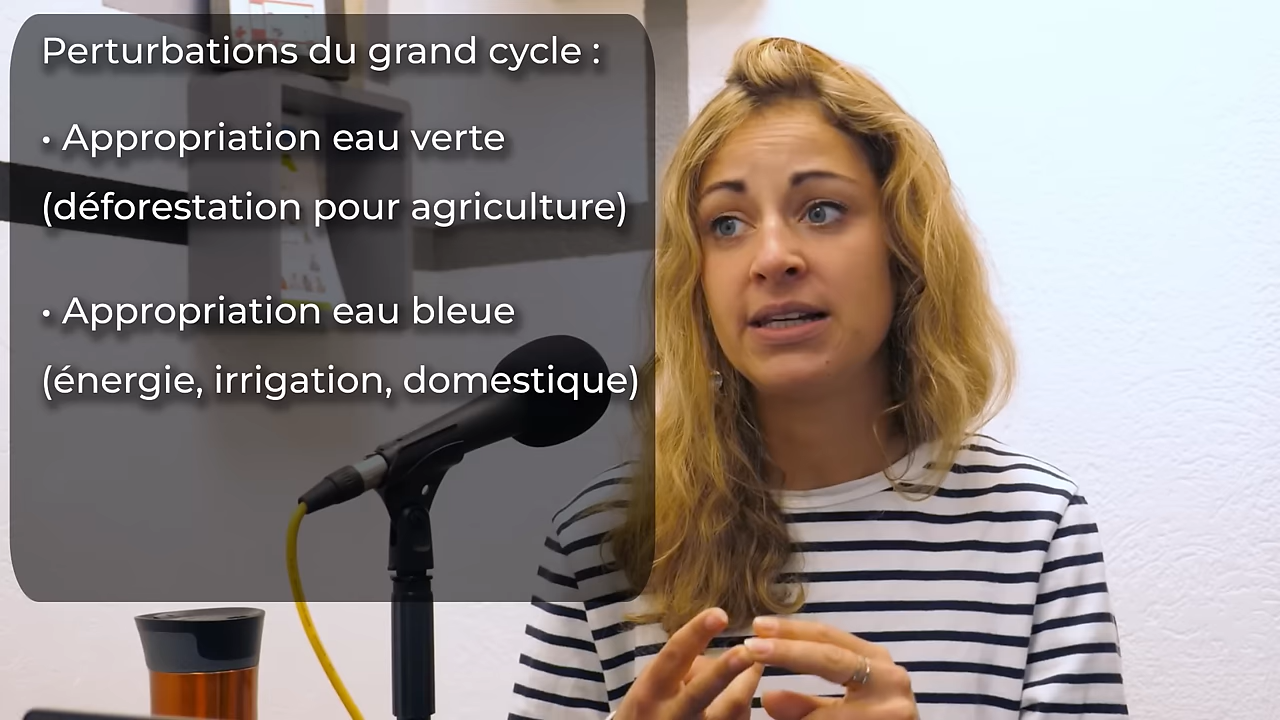 Perturbations du grand cycle :
• Appropriation eau verte
(déforestation pour agriculture)
• Appropriation eau bleue
(énergie, irrigation, domestique)